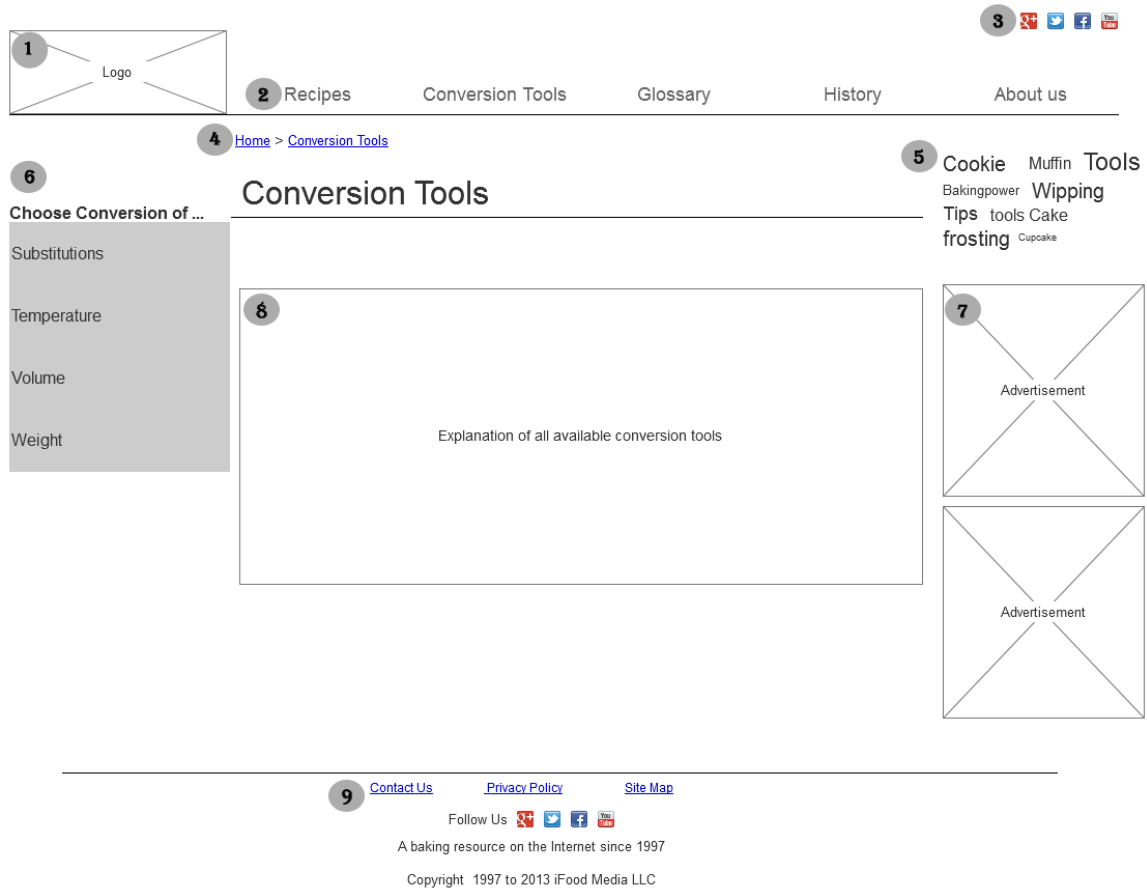 3
1
Logo
2 Recipes Conversion Tools Glossary History About us
4 Home > Conversion Tools
5
Cookie Muffin Tools
Bakingpower Wipping
Tips tools Cake
frosting Cupcake
6
Conversion Tools
Choose Conversion of ...
Substitutions
Temperature
Volume
Weight
8
Explanation of all available conversion tools
7
Advertisement
Advertisement
9 Contact Us Privacy Policy Site Map
Follow Us
A baking resource on the Internet since 1997
Copyright 1997 to 2013 iFood Media LLC